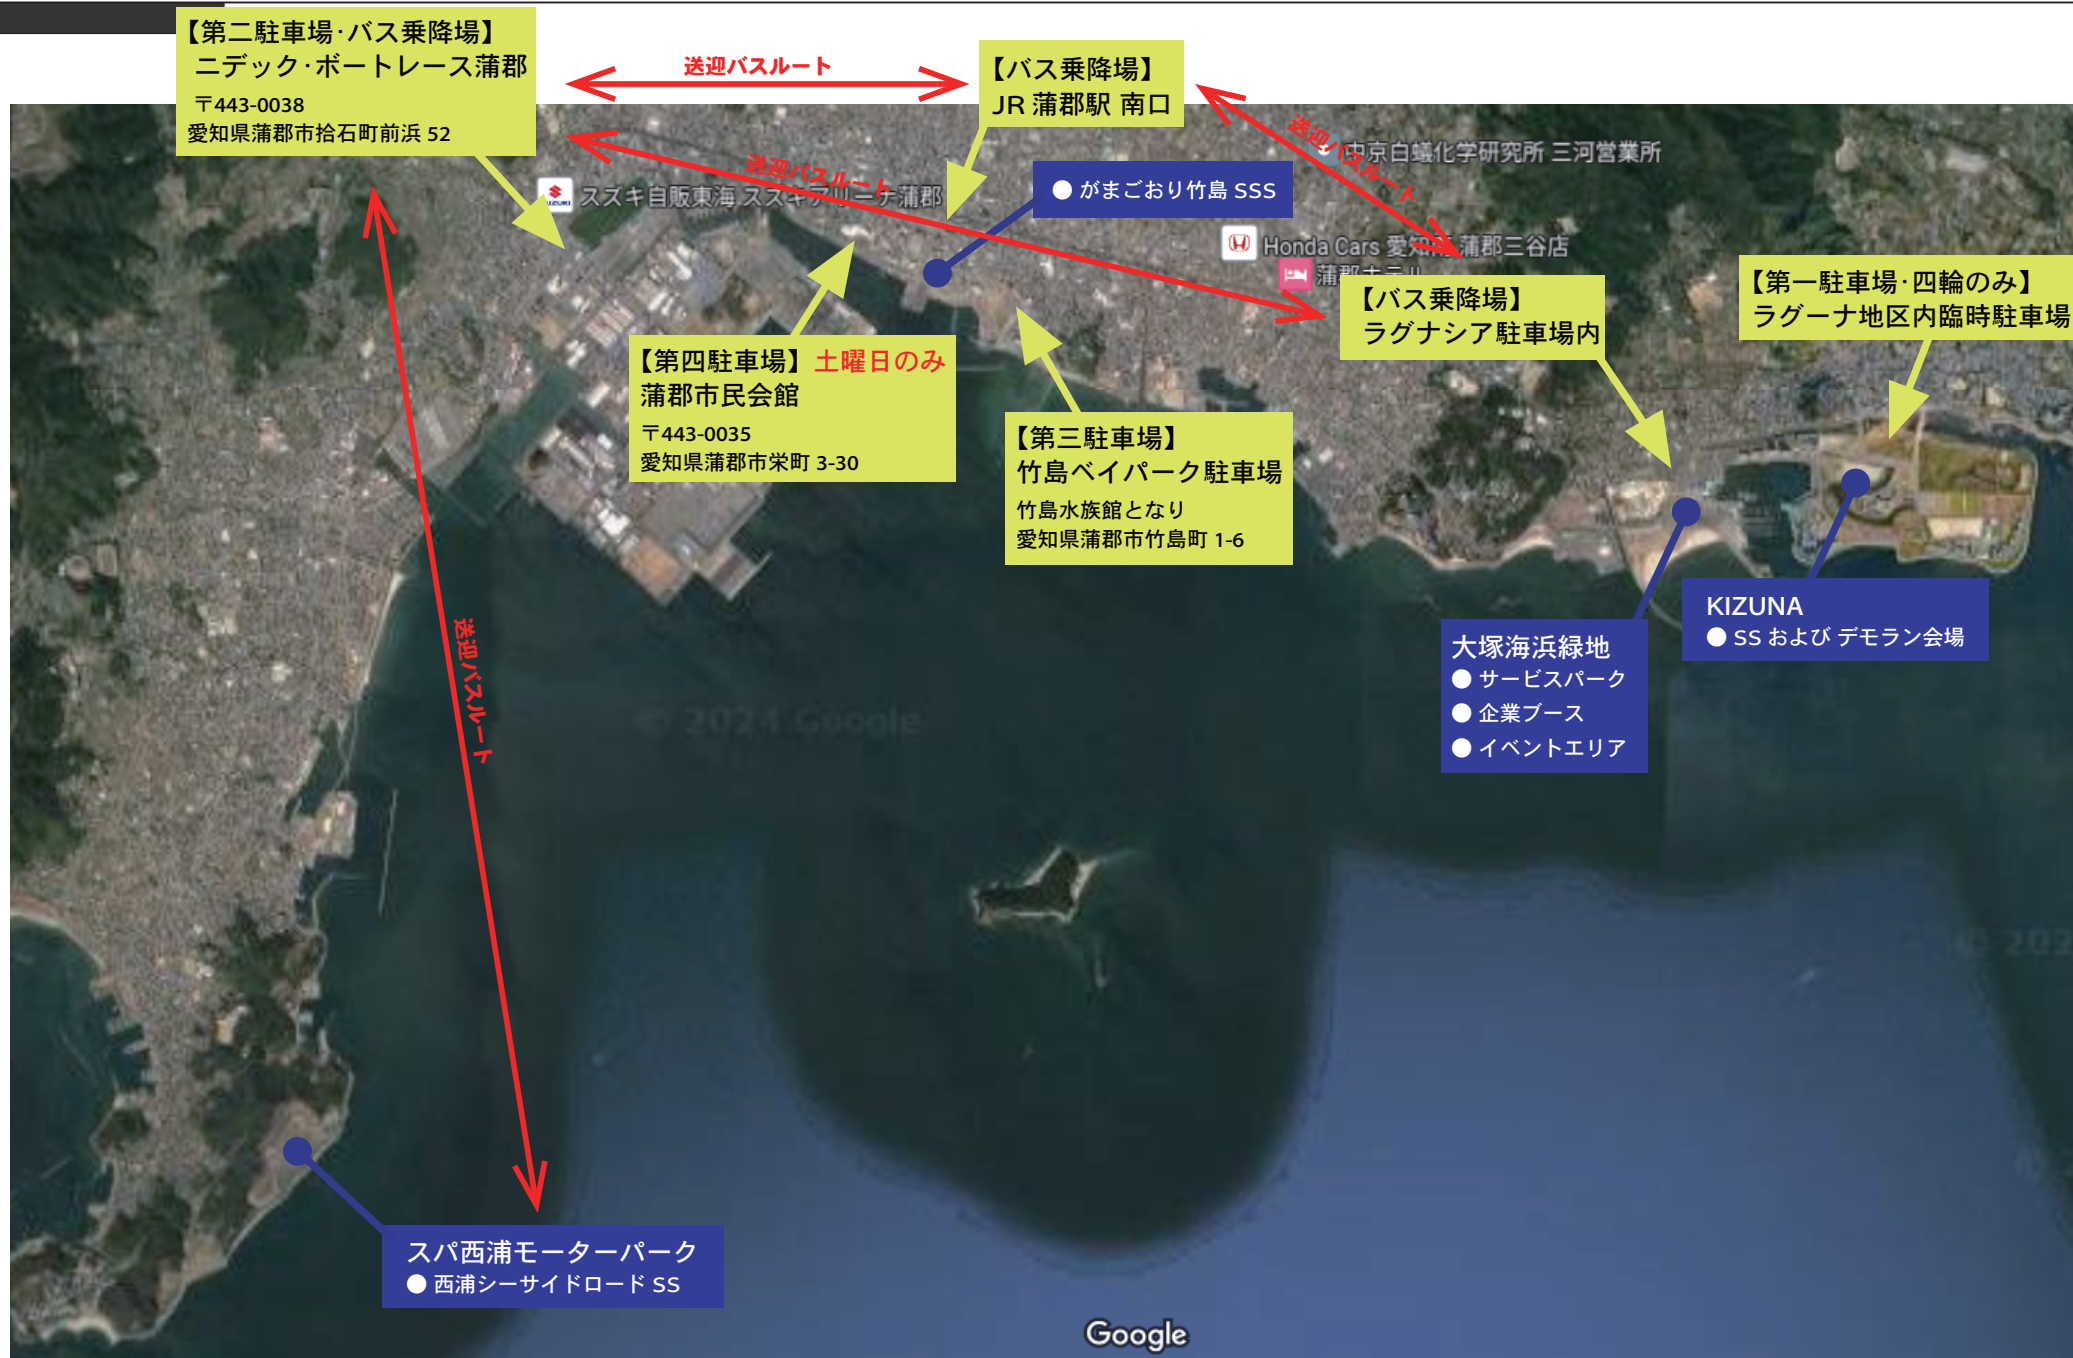 【第二駐車場·バス乗降場】
ニデック·ボートレース蒲郡
〒443-0038
愛知県蒲郡市拾石町前浜 52
送迎バスルート
【バス乗降場】
JR 蒲郡駅 南口
送迎バスルート
送迎バスルート
中京白蟻化学研究所 三河営業所
SUZUKI
スズキ自販東海 スズキアリーナ蒲郡
● がまごおり竹島 SSS
Honda Cars 愛知南 蒲郡三谷店
蒲郡ホテル
【バス乗降場】
ラグナシア駐車場内
【第一駐車場·四輪のみ】
ラグーナ地区内臨時駐車場
【第四駐車場】土曜日のみ
蒲郡市民会館
〒443-0035
愛知県蒲郡市栄町 3-30
【第三駐車場】
竹島ベイパーク駐車場
竹島水族館となり
愛知県蒲郡市竹島町 1-6
送迎バスルート
KIZUNA
● SS および デモラン会場
大塚海浜緑地
● サービスパーク
● 企業ブース
● イベントエリア
© 2024 Google
© 202
スパ西浦モーターパーク
● 西浦シーサイドロード SS
Google